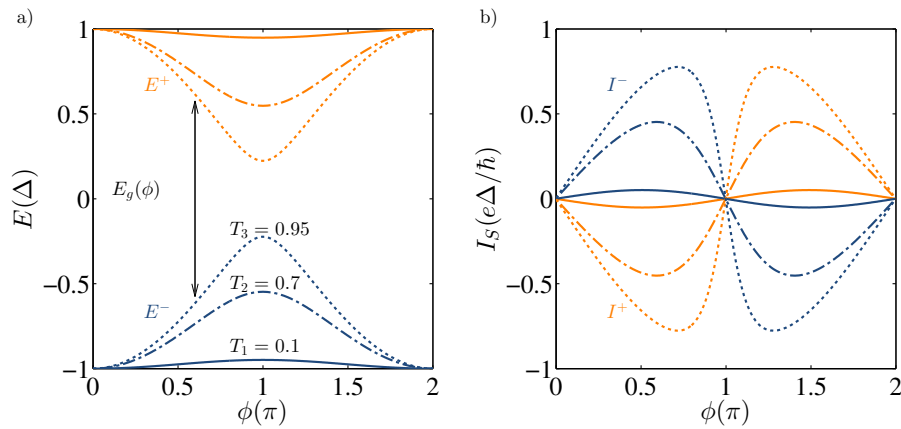 a)
1
0.5
0
−0.5
−1
E(Δ)
E⁺
E_g(ϕ)
T₃ = 0.95
T₂ = 0.7
E⁻
T₁ = 0.1
0 0.5 1 1.5 2
ϕ(π)
b)
1
0.5
0
−0.5
−1
I_S(eΔ/ℏ)
I⁻
I⁺
0 0.5 1 1.5 2
ϕ(π)